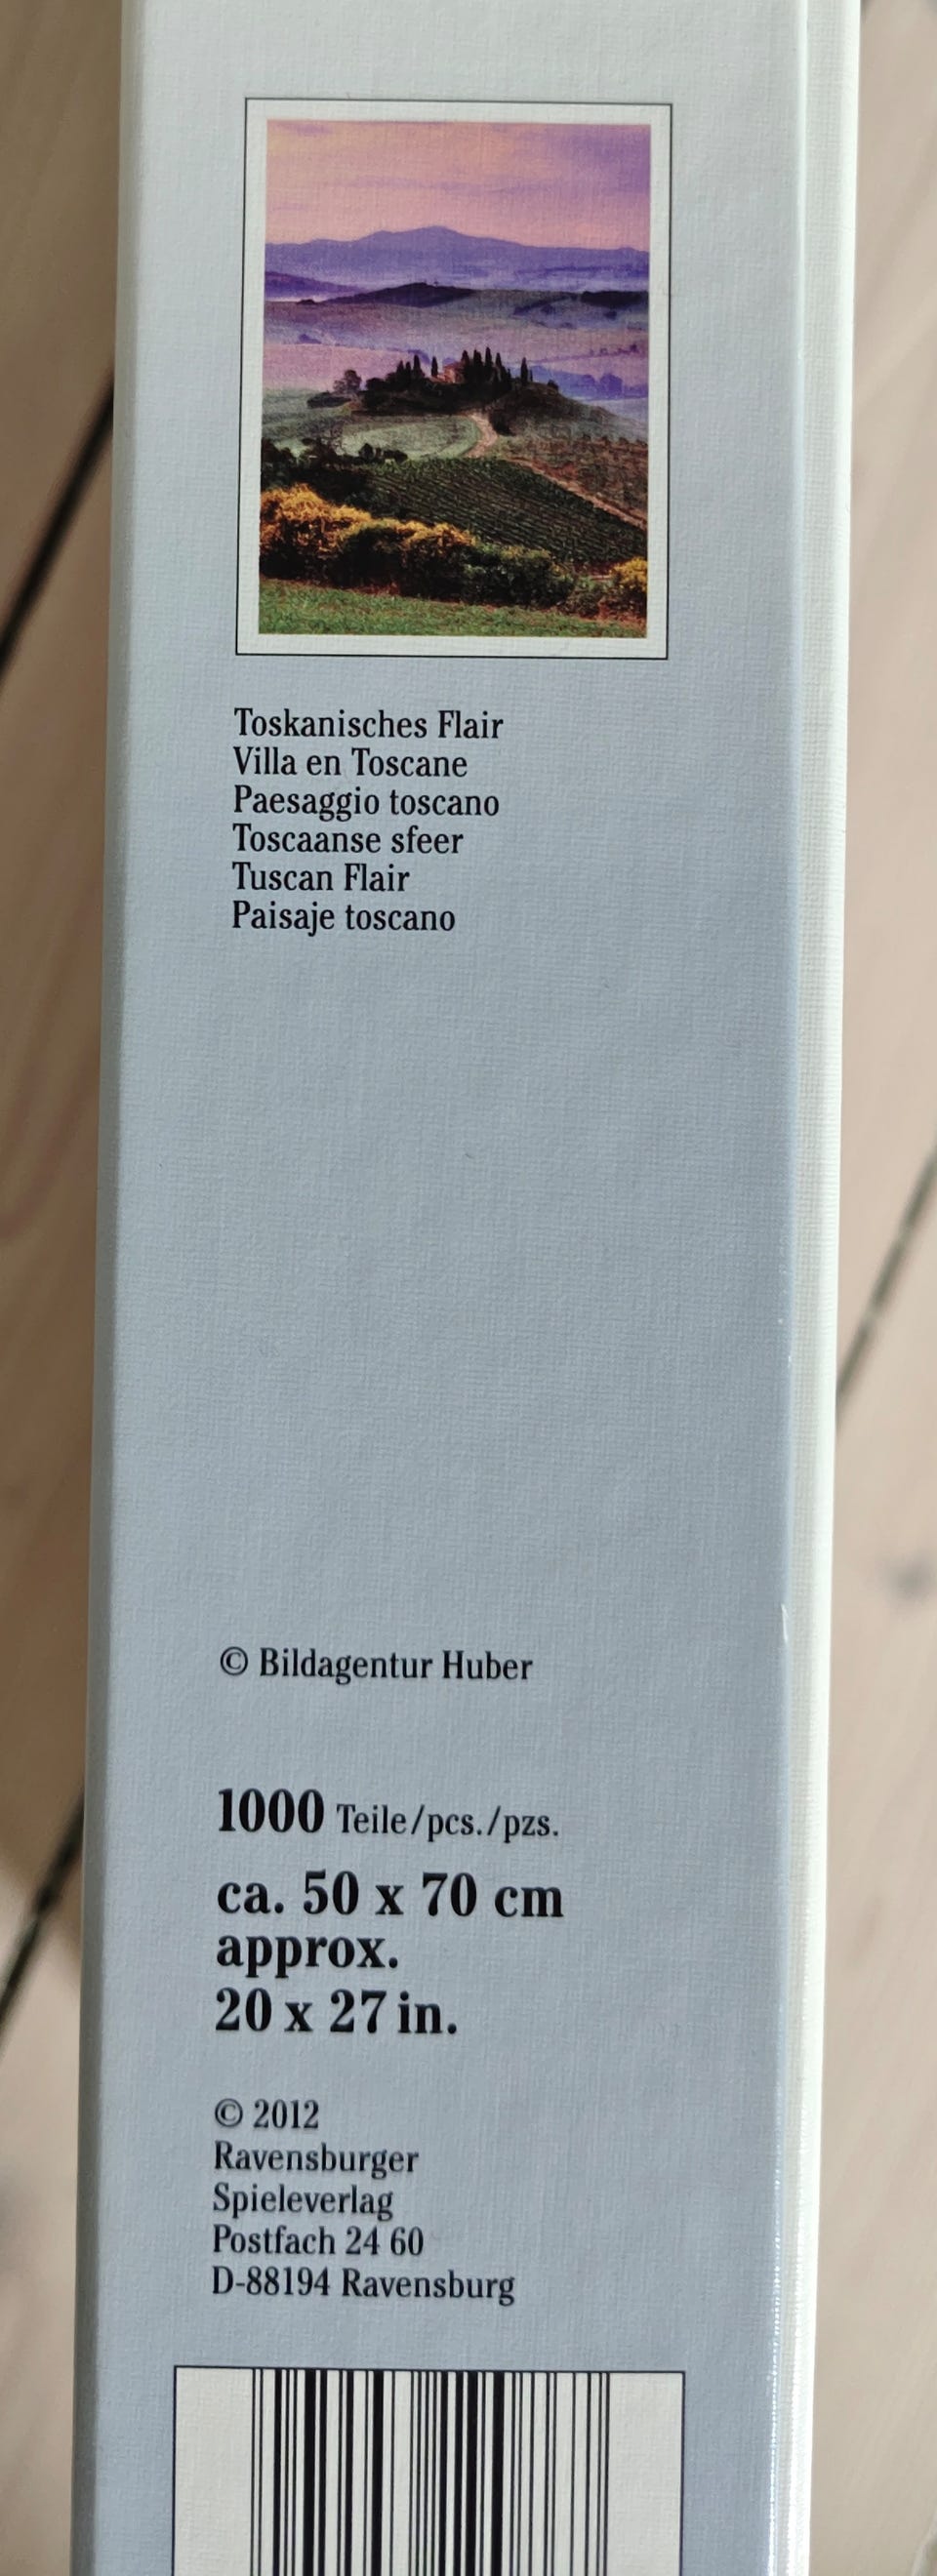 Toskanisches Flair
Villa en Toscane
Paesaggio toscano
Toscaanse sfeer
Tuscan Flair
Paisaje toscano
© Bildagentur Huber
1000 Teile/pcs./pzs.
ca. 50 x 70 cm
approx.
20 x 27 in.
© 2012
Ravensburger
Spieleverlag
Postfach 24 60
D-88194 Ravensburg